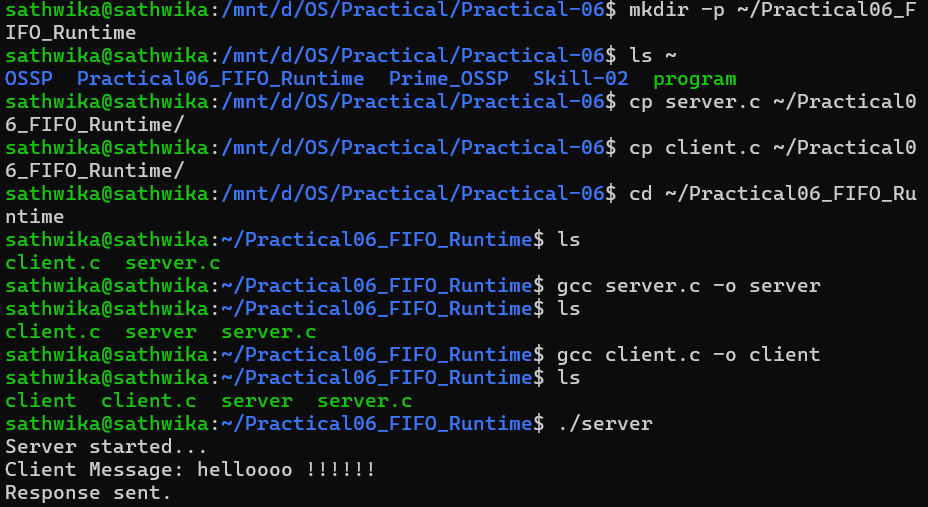 sathwika@sathwika:/mnt/d/OS/Practical/Practical-06$ mkdir -p ~/Practical06_F
IFO_Runtime
sathwika@sathwika:/mnt/d/OS/Practical/Practical-06$ ls ~
OSSP  Practical06_FIFO_Runtime  Prime_OSSP  Skill-02  program
sathwika@sathwika:/mnt/d/OS/Practical/Practical-06$ cp server.c ~/Practical0
6_FIFO_Runtime/
sathwika@sathwika:/mnt/d/OS/Practical/Practical-06$ cp client.c ~/Practical0
6_FIFO_Runtime/
sathwika@sathwika:/mnt/d/OS/Practical/Practical-06$ cd ~/Practical06_FIFO_Ru
ntime
sathwika@sathwika:~/Practical06_FIFO_Runtime$ ls
client.c  server.c
sathwika@sathwika:~/Practical06_FIFO_Runtime$ gcc server.c -o server
sathwika@sathwika:~/Practical06_FIFO_Runtime$ ls
client.c  server  server.c
sathwika@sathwika:~/Practical06_FIFO_Runtime$ gcc client.c -o client
sathwika@sathwika:~/Practical06_FIFO_Runtime$ ls
client  client.c  server  server.c
sathwika@sathwika:~/Practical06_FIFO_Runtime$ ./server
Server started...
Client Message: helloooo !!!!!!
Response sent.